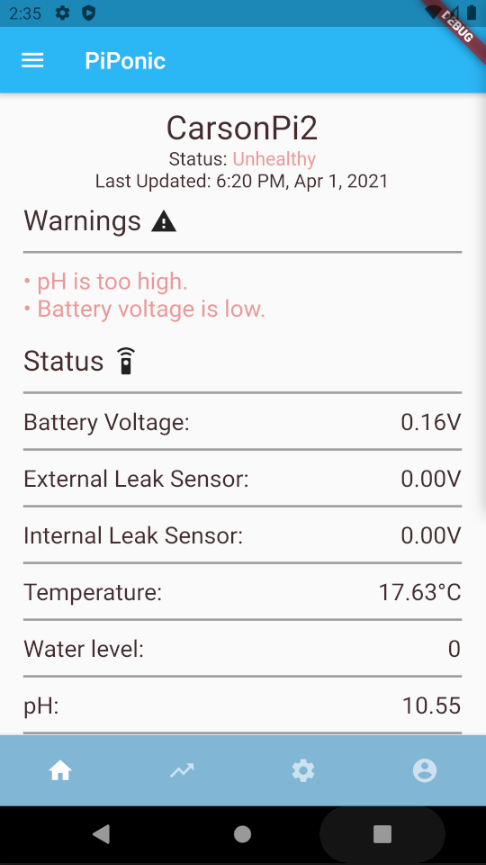 2:35
DEBUG
PiPonic
CarsonPi2
Status: Unhealthy
Last Updated: 6:20 PM, Apr 1, 2021
Warnings
• pH is too high.
• Battery voltage is low.
Status
Battery Voltage: 0.16V
External Leak Sensor: 0.00V
Internal Leak Sensor: 0.00V
Temperature: 17.63°C
Water level: 0
pH: 10.55